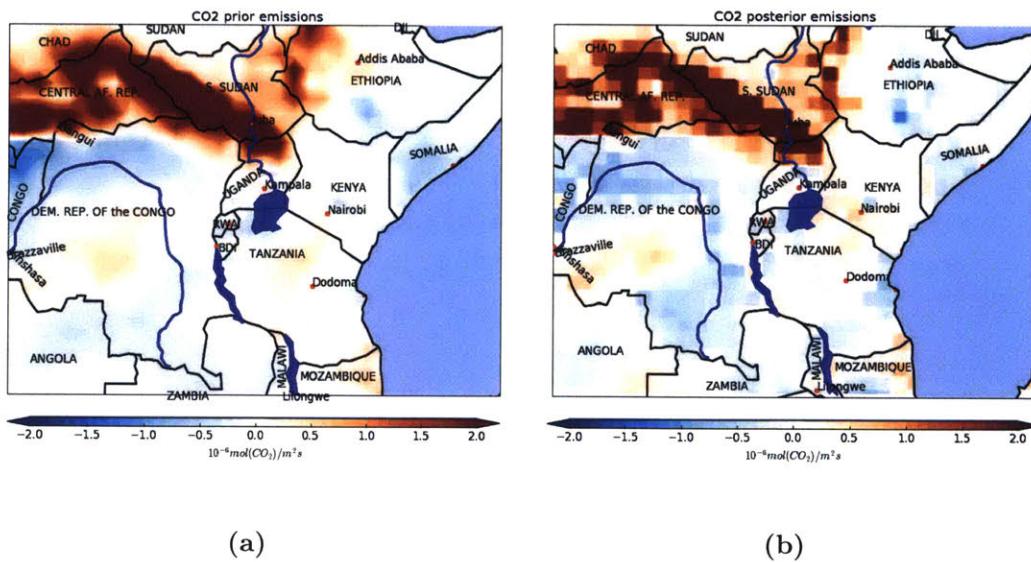 CO2 prior emissions
SUDAN
DJI.
CHAD
Addis Ababa
ETHIOPIA
S. SUDAN
CENTRAL AF. REP.
Juba
Bangui
SOMALIA
UGANDA
Kampala
KENYA
CONGO
DEM. REP. OF the CONGO
Nairobi
RWA
Brazzaville
BDI
TANZANIA
Kinshasa
Dodoma
ANGOLA
MALAWI
MOZAMBIQUE
ZAMBIA
Lilongwe
−2.0 −1.5 −1.0 −0.5 0.0 0.5 1.0 1.5 2.0
10⁻⁶mol(CO₂)/m²s
(a)
CO2 posterior emissions
SUDAN
DJI.
CHAD
Addis Ababa
ETHIOPIA
S. SUDAN
CENTRAL AF. REP.
Juba
Bangui
SOMALIA
UGANDA
Kampala
KENYA
CONGO
DEM. REP. OF the CONGO
Nairobi
RWA
Brazzaville
BDI
TANZANIA
Kinshasa
Dodoma
ANGOLA
MALAWI
MOZAMBIQUE
ZAMBIA
Lilongwe
−2.0 −1.5 −1.0 −0.5 0.0 0.5 1.0 1.5 2.0
10⁻⁶mol(CO₂)/m²s
(b)